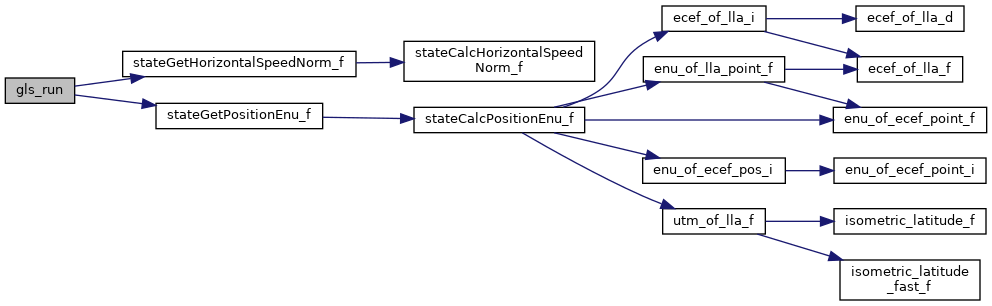 gls_run
stateGetHorizontalSpeedNorm_f
stateCalcHorizontalSpeed
Norm_f
stateGetPositionEnu_f
stateCalcPositionEnu_f
ecef_of_lla_i
ecef_of_lla_d
enu_of_lla_point_f
ecef_of_lla_f
enu_of_ecef_point_f
enu_of_ecef_pos_i
enu_of_ecef_point_i
utm_of_lla_f
isometric_latitude_f
isometric_latitude
_fast_f